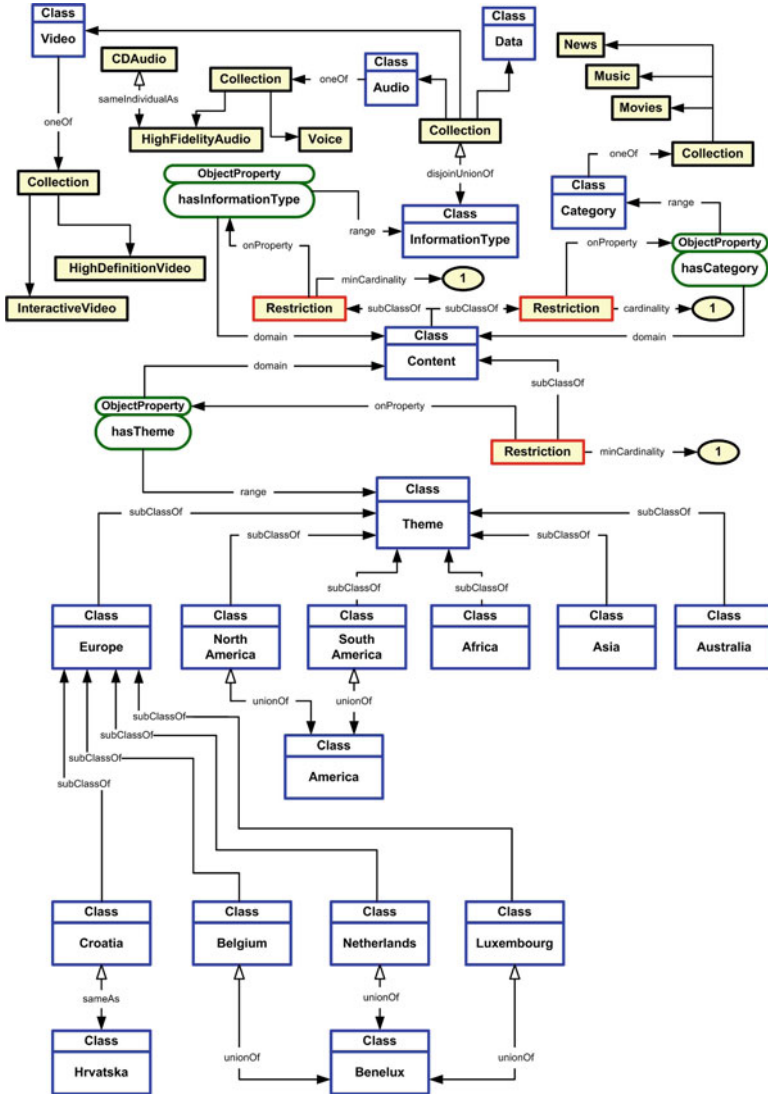 Class
Video
Class
Data
News
CDAudio
Collection
oneOf
Class
Audio
Music
sameIndividualAs
Movies
oneOf
HighFidelityAudio
Voice
Collection
oneOf
Collection
ObjectProperty
hasInformationType
disjoinUnionOf
Collection
Class
Category
range
Class
InformationType
range
onProperty
onProperty
ObjectProperty
hasCategory
HighDefinitionVideo
minCardinality
1
InteractiveVideo
Restriction
subClassOf
subClassOf
Restriction
cardinality
1
domain
Class
Content
domain
domain
subClassOf
ObjectProperty
hasTheme
onProperty
Restriction
minCardinality
1
range
Class
Theme
subClassOf
subClassOf
subClassOf
subClassOf
subClassOf
subClassOf
Class
Europe
Class
North
America
Class
South
America
Class
Africa
Class
Asia
Class
Australia
unionOf
unionOf
subClassOf
subClassOf
subClassOf
subClassOf
Class
America
Class
Croatia
Class
Belgium
Class
Netherlands
Class
Luxembourg
sameAs
unionOf
unionOf
unionOf
Class
Hrvatska
Class
Benelux